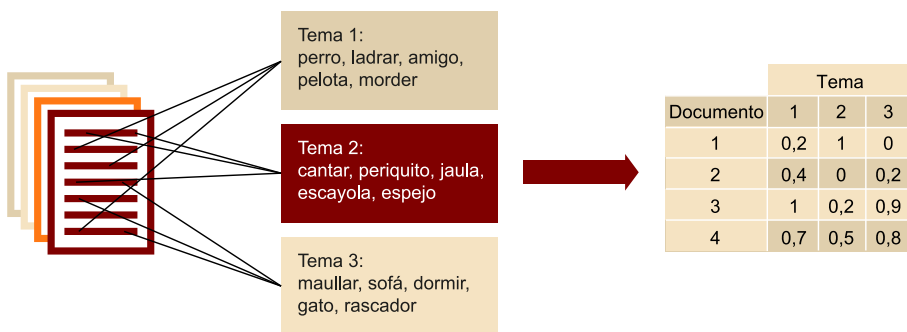 Tema 1:
perro, ladrar, amigo,
pelota, morder
Tema 2:
cantar, periquito, jaula,
escayola, espejo
Tema 3:
maullar, sofá, dormir,
gato, rascador
Tema
Documento 1 2 3
1 0,2 1 0
2 0,4 0 0,2
3 1 0,2 0,9
4 0,7 0,5 0,8